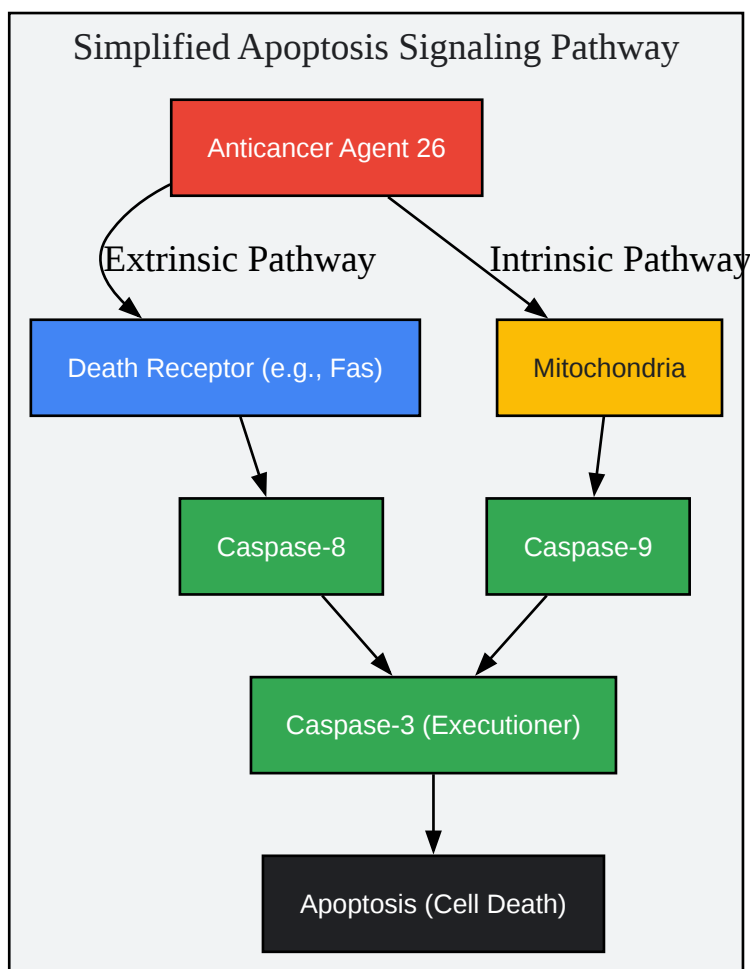 Simplified Apoptosis Signaling Pathway
Anticancer Agent 26
Extrinsic Pathway
Intrinsic Pathway
Death Receptor (e.g., Fas)
Mitochondria
Caspase-8
Caspase-9
Caspase-3 (Executioner)
Apoptosis (Cell Death)